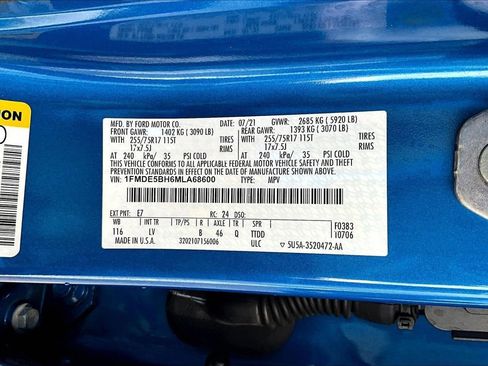 MFD. BY FORD MOTOR CO.
07/21 GVWR: 2685 KG ( 5920 LB)
FRONT GAWR: 1402 KG ( 3090 LB) REAR GAWR: 1393 KG ( 3070 LB)
WITH TIRES WITH TIRES
255/75R17 115T 255/75R17 115T
17x7.5J RIMS 17x7.5J RIMS
AT 240 kPa/ 35 PSI COLD AT 240 kPa/ 35 PSI COLD
THIS VEHICLE CONFORMS TO ALL APPLICABLE FEDERAL MOTOR VEHICLE SAFETY AND THEFT
PREVENTION STANDARDS IN EFFECT ON THE DATE OF MANUFACTURE SHOWN ABOVE.
VIN: 1FMDE5BH6MLA68600
TYPE: MPV
EXT PNT: E7 RC: 24 DSO:
WB INT TR TP/PS R AXLE TR SPR F0383
116 LV B 46 Q TTDD 10706
MADE IN U.S.A. 3202107156006 ULC 5U5A-3520472-AA